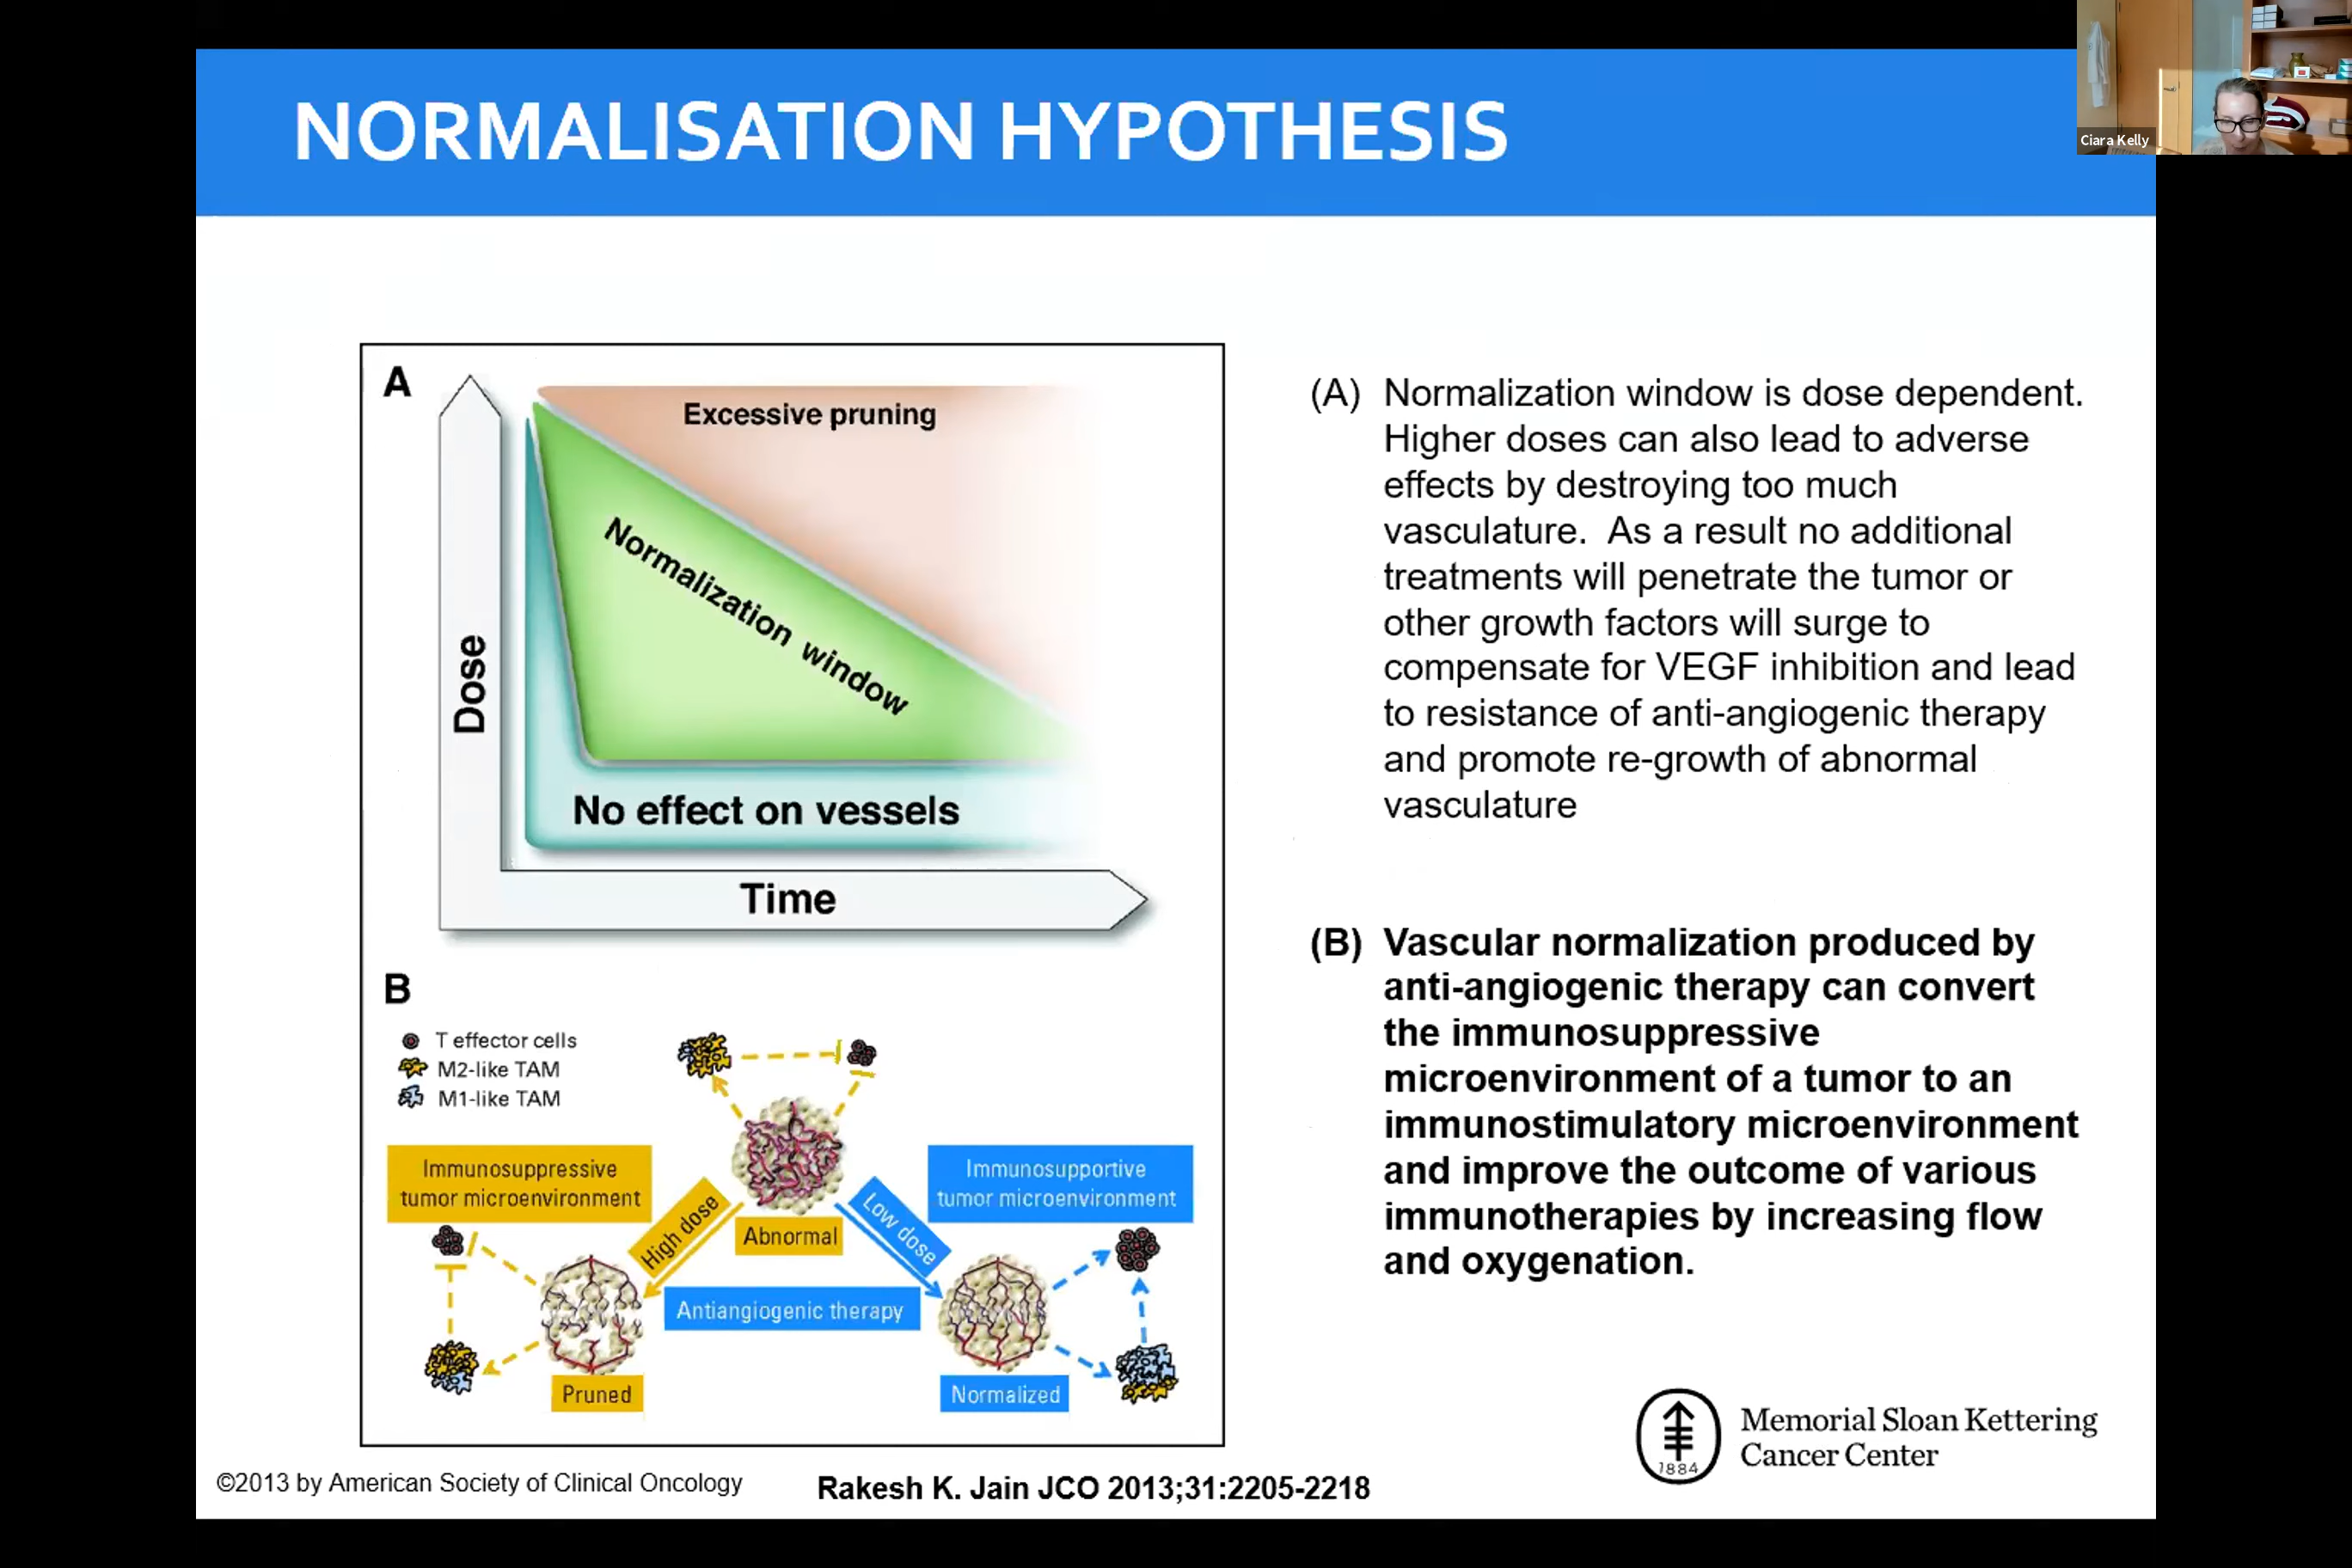 NORMALISATION HYPOTHESIS
Ciara Kelly
A
Excessive pruning
Normalization window
No effect on vessels
Dose
Time
B
T effector cells
M2-like TAM
M1-like TAM
Immunosuppressive
tumor microenvironment
Immunosupportive
tumor microenvironment
High dose
Abnormal
Low dose
Antiangiogenic therapy
Pruned
Normalized
(A) Normalization window is dose dependent.
Higher doses can also lead to adverse
effects by destroying too much
vasculature. As a result no additional
treatments will penetrate the tumor or
other growth factors will surge to
compensate for VEGF inhibition and lead
to resistance of anti-angiogenic therapy
and promote re-growth of abnormal
vasculature
(B) Vascular normalization produced by
anti-angiogenic therapy can convert
the immunosuppressive
microenvironment of a tumor to an
immunostimulatory microenvironment
and improve the outcome of various
immunotherapies by increasing flow
and oxygenation.
1884
Memorial Sloan Kettering
Cancer Center
©2013 by American Society of Clinical Oncology
Rakesh K. Jain JCO 2013;31:2205-2218